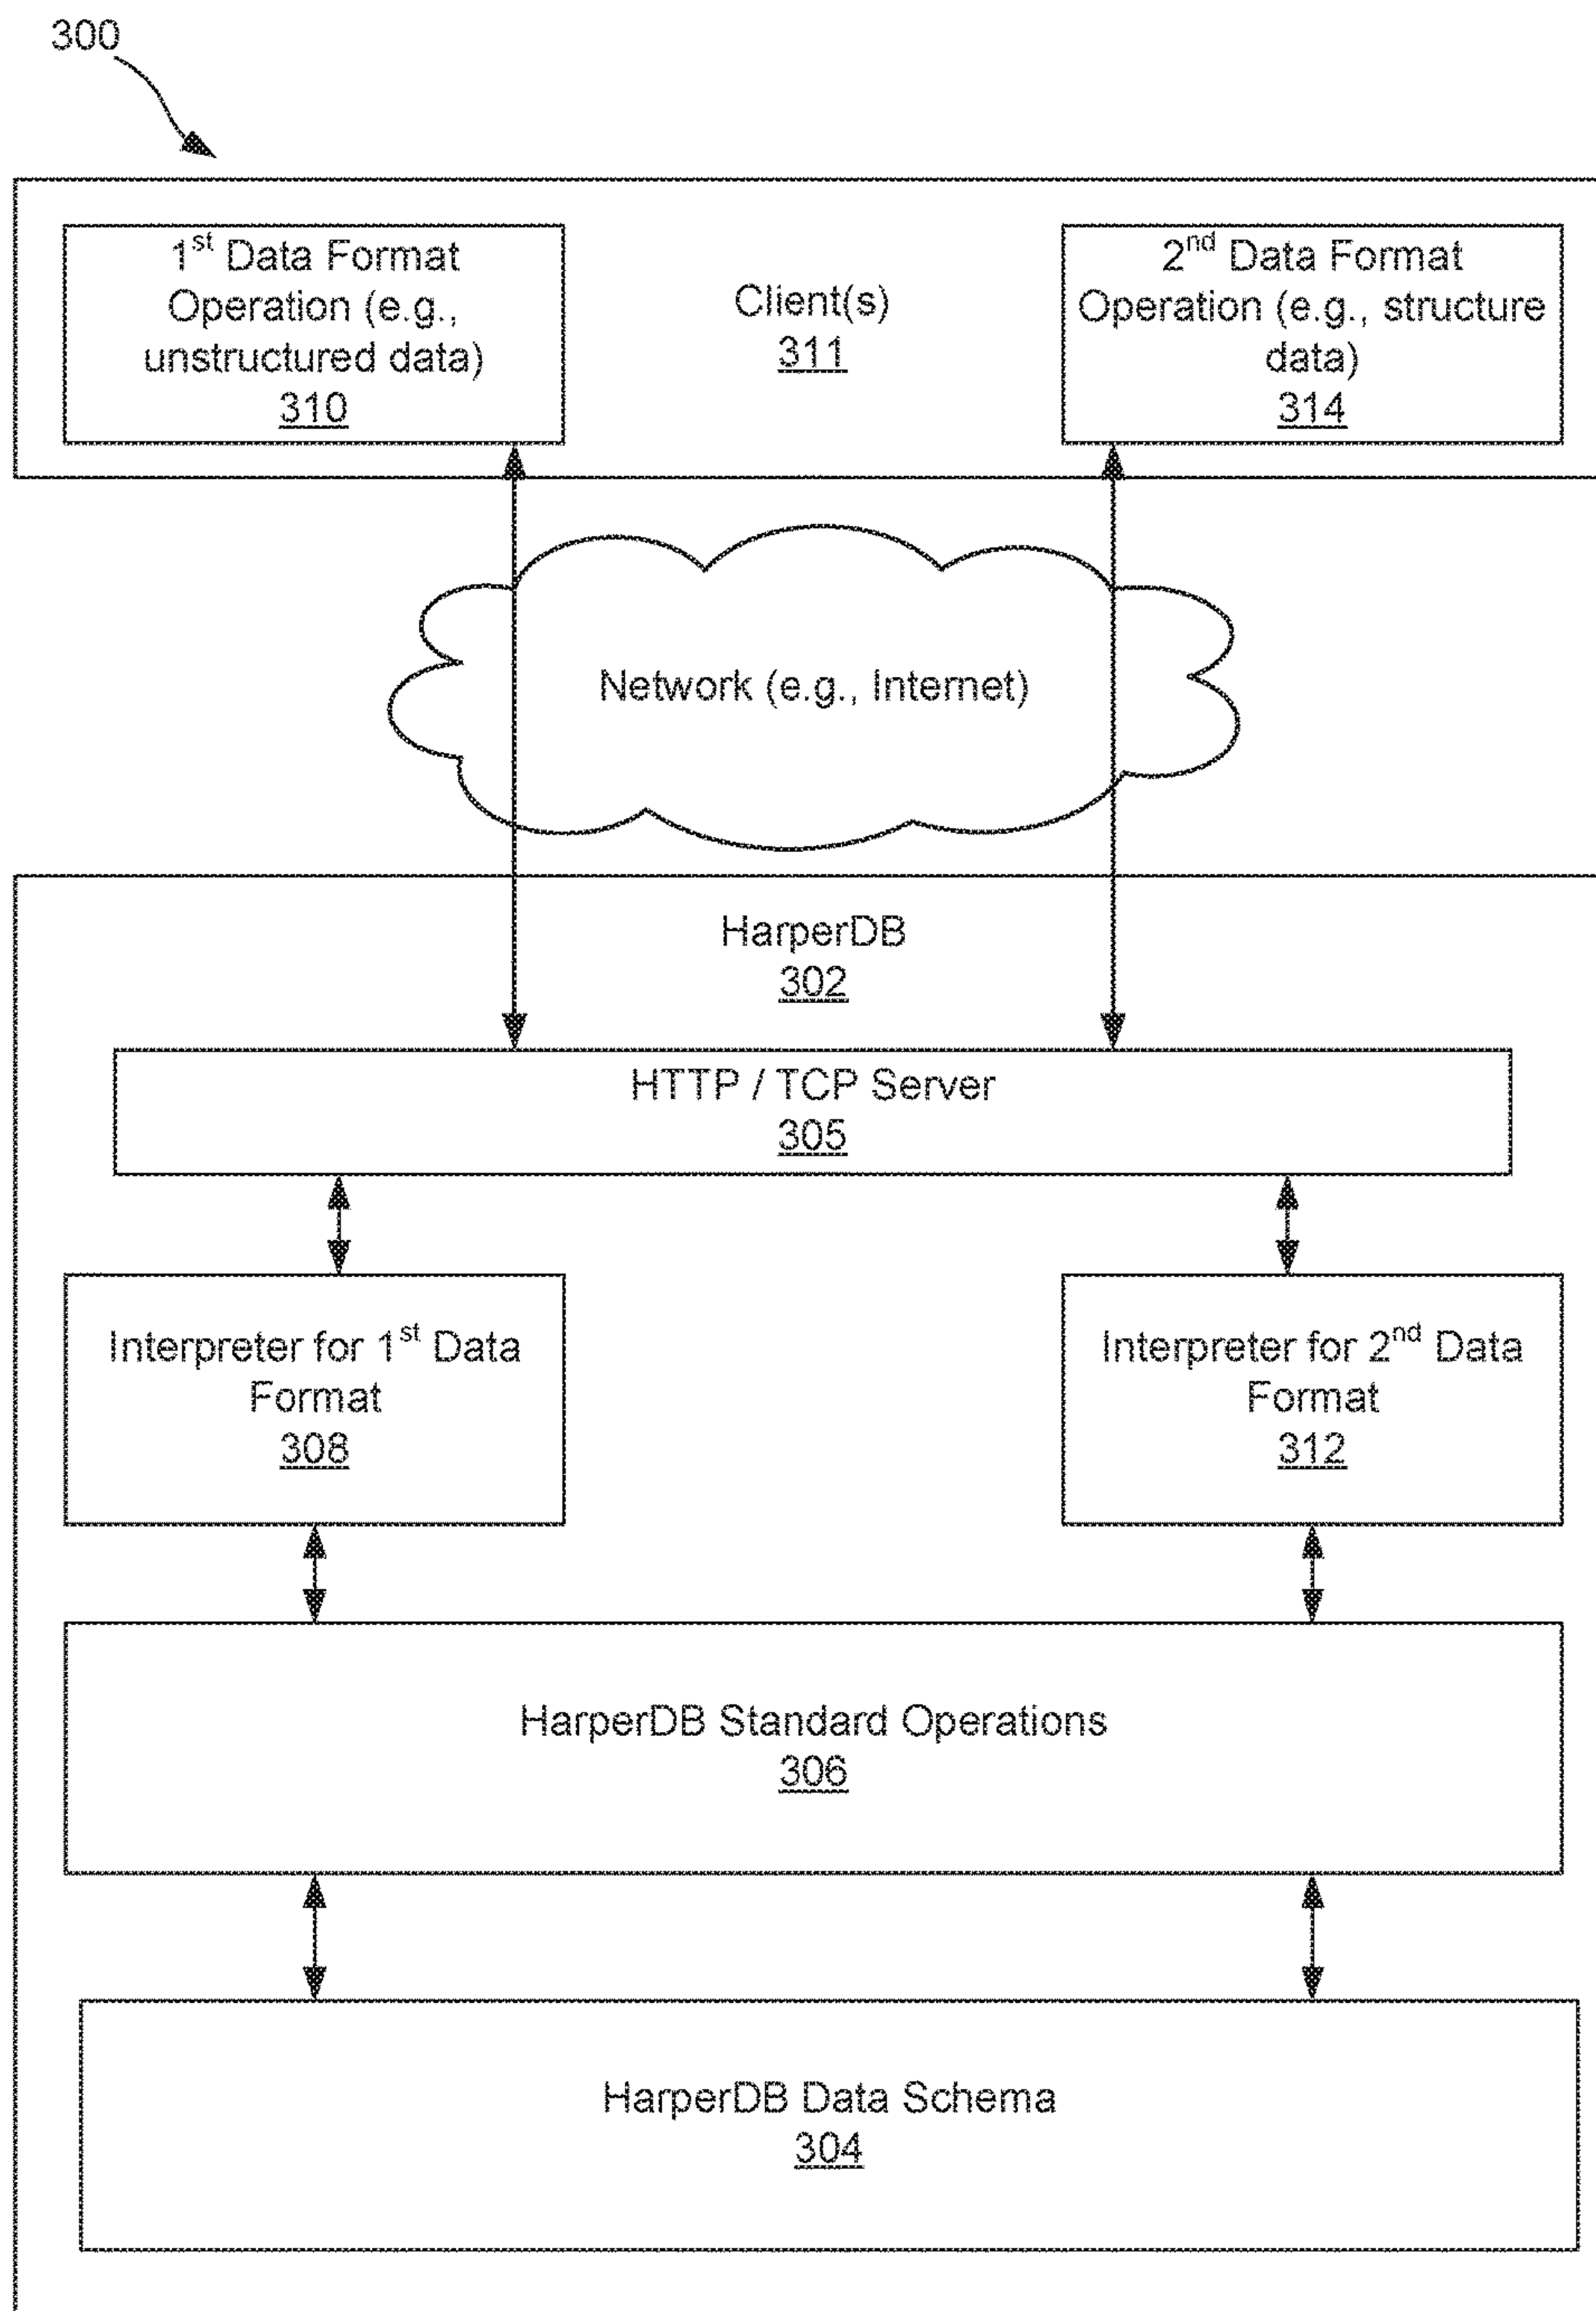 300
1st Data Format
Operation (e.g.,
unstructured data)
310
Client(s)
311
2nd Data Format
Operation (e.g., structure
data)
314
Network (e.g., Internet)
HarperDB
302
HTTP / TCP Server
305
Interpreter for 1st Data
Format
308
Interpreter for 2nd Data
Format
312
HarperDB Standard Operations
306
HarperDB Data Schema
304